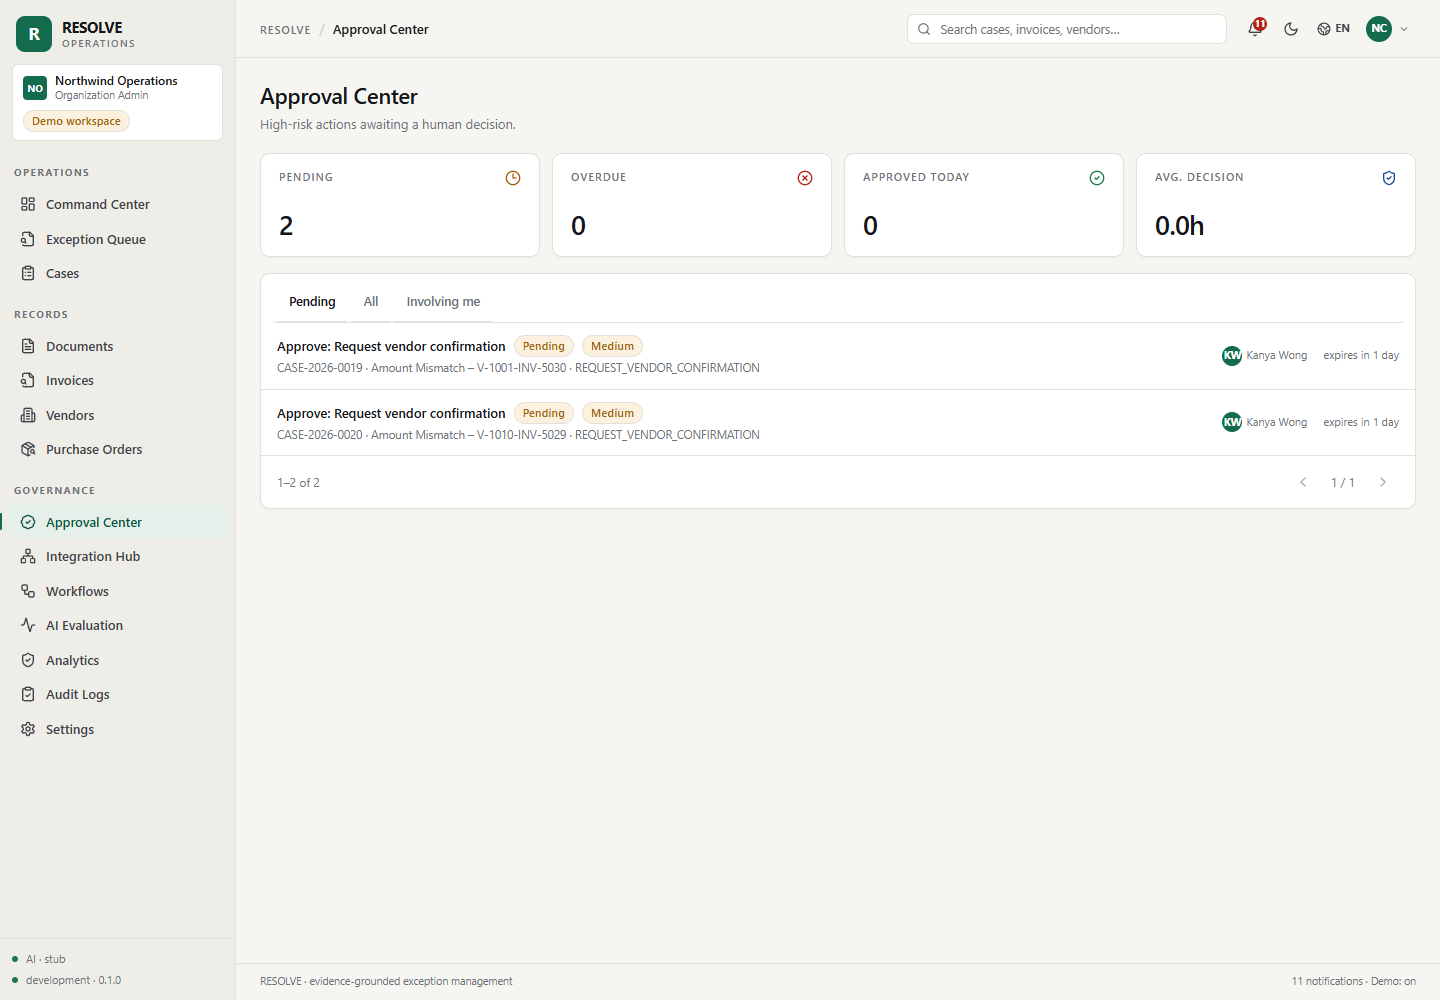 R
RESOLVE
OPERATIONS
NO
Northwind Operations
Organization Admin
Demo workspace
OPERATIONS
Command Center
Exception Queue
Cases
RECORDS
Documents
Invoices
Vendors
Purchase Orders
GOVERNANCE
Approval Center
Integration Hub
Workflows
AI Evaluation
Analytics
Audit Logs
Settings
AI · stub
development · 0.1.0
RESOLVE / Approval Center
Search cases, invoices, vendors...
11
EN
NC
Approval Center
High-risk actions awaiting a human decision.
PENDING
2
OVERDUE
0
APPROVED TODAY
0
AVG. DECISION
0.0h
Pending All Involving me
Approve: Request vendor confirmation Pending Medium
CASE-2026-0019 · Amount Mismatch – V-1001-INV-5030 · REQUEST_VENDOR_CONFIRMATION
KW Kanya Wong expires in 1 day
Approve: Request vendor confirmation Pending Medium
CASE-2026-0020 · Amount Mismatch – V-1010-INV-5029 · REQUEST_VENDOR_CONFIRMATION
KW Kanya Wong expires in 1 day
1–2 of 2
1 / 1
RESOLVE · evidence-grounded exception management
11 notifications · Demo: on